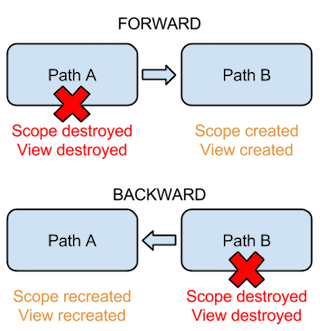 FORWARD
Path A
Path B
Scope destroyed
View destroyed
Scope created
View created
BACKWARD
Path A
Path B
Scope recreated
View recreated
Scope destroyed
View destroyed